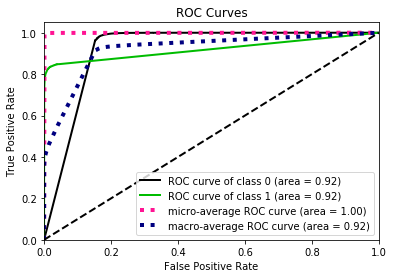 ROC Curves
True Positive Rate
1.0
0.8
0.6
0.4
0.2
0.0
ROC curve of class 0 (area = 0.92)
ROC curve of class 1 (area = 0.92)
micro-average ROC curve (area = 1.00)
macro-average ROC curve (area = 0.92)
0.0 0.2 0.4 0.6 0.8 1.0
False Positive Rate